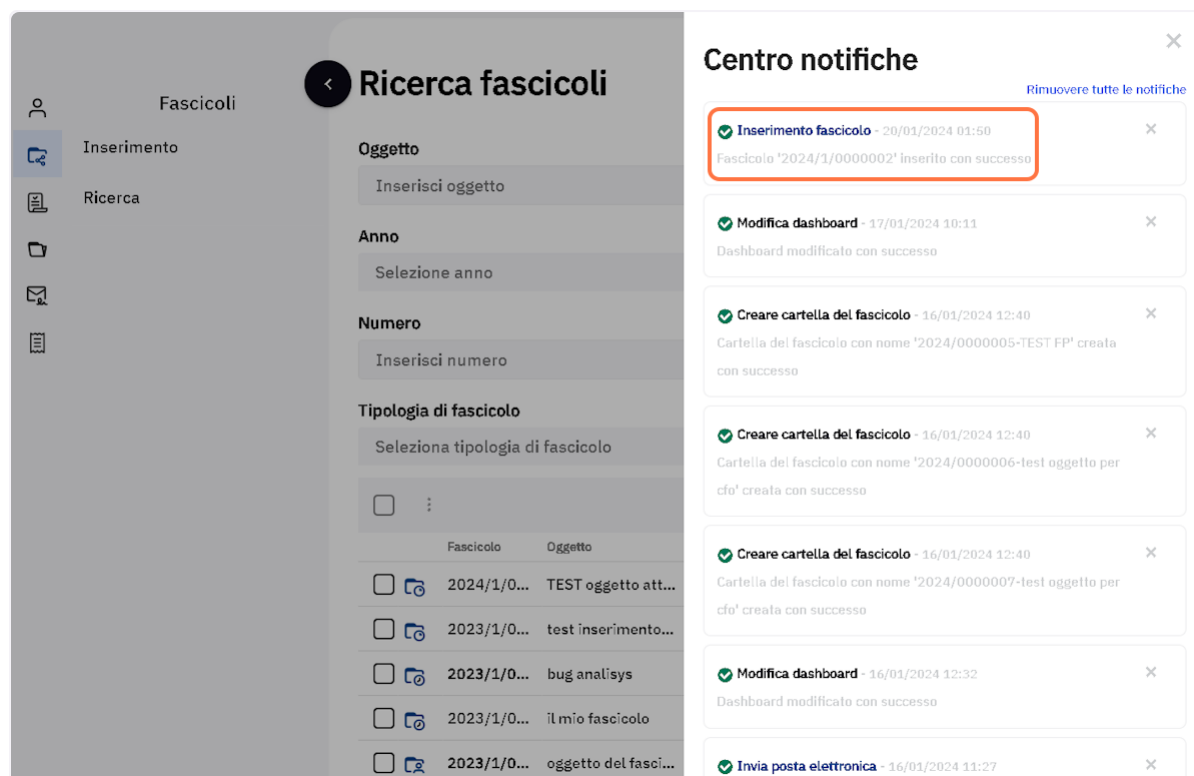 Fascicoli
Inserimento
Ricerca
Ricerca fascicoli
Oggetto
Inserisci oggetto
Anno
Selezione anno
Numero
Inserisci numero
Tipologia di fascicolo
Seleziona tipologia di fascicolo
Fascicolo Oggetto
2024/1/0... TEST oggetto att...
2023/1/0... test inserimento...
2023/1/0... bug analisys
2023/1/0... il mio fascicolo
2023/1/0... oggetto del fasci...
Centro notifiche
Rimuovere tutte le notifiche
Inserimento fascicolo - 20/01/2024 01:50
Fascicolo '2024/1/0000002' inserito con successo
Modifica dashboard - 17/01/2024 10:11
Dashboard modificato con successo
Creare cartella del fascicolo - 16/01/2024 12:40
Cartella del fascicolo con nome '2024/0000005-TEST FP' creata
con successo
Creare cartella del fascicolo - 16/01/2024 12:40
Cartella del fascicolo con nome '2024/0000006-test oggetto per
cfo' creata con successo
Creare cartella del fascicolo - 16/01/2024 12:40
Cartella del fascicolo con nome '2024/0000007-test oggetto per
cfo' creata con successo
Modifica dashboard - 16/01/2024 12:32
Dashboard modificato con successo
Invia posta elettronica - 16/01/2024 11:27